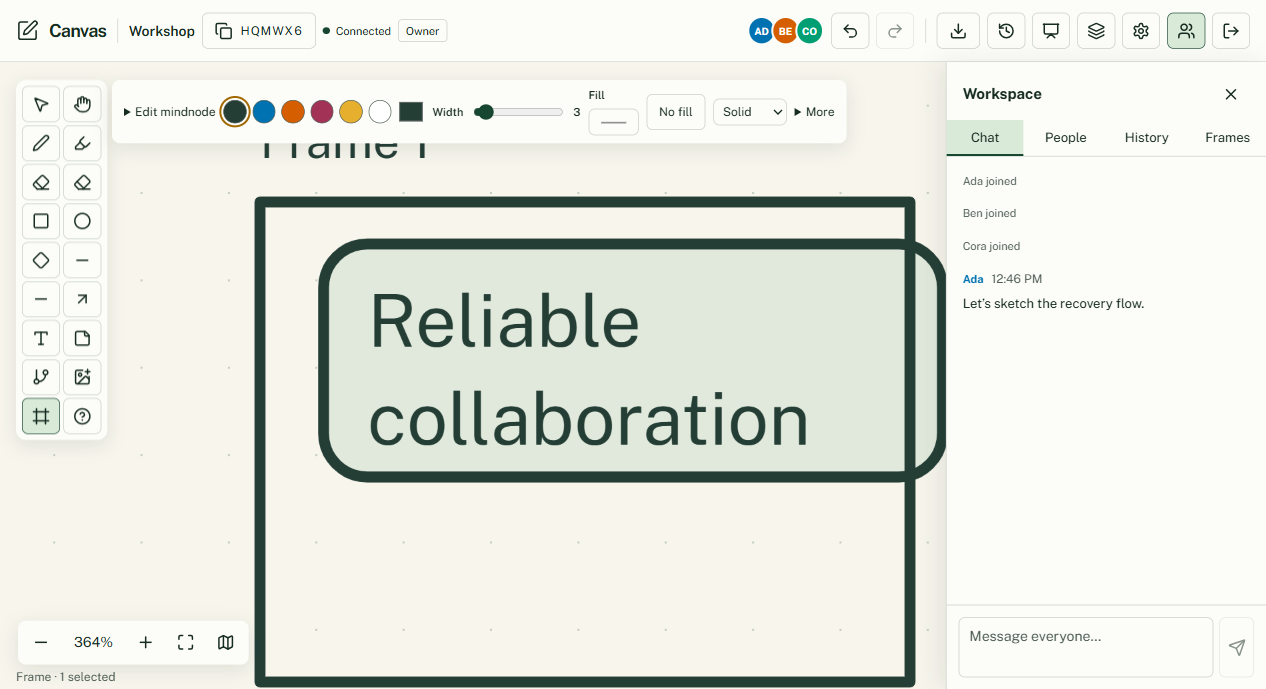 Canvas
Workshop
HQMWX6
Connected
Owner
AD
BE
CO
Edit mindnode
Width
3
Fill
No fill
Solid
More
Frame 1
Reliable
collaboration
364%
Frame · 1 selected
Workspace
Chat
People
History
Frames
Ada joined
Ben joined
Cora joined
Ada 12:46 PM
Let's sketch the recovery flow.
Message everyone...